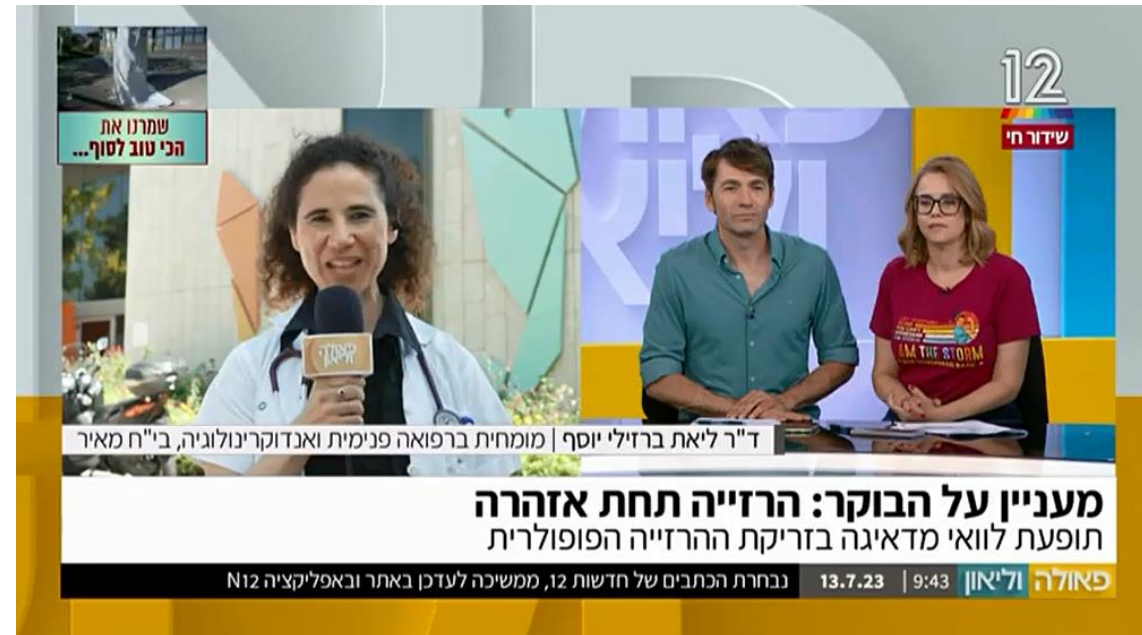 12
שידור חי
שמרנו את
הכי טוב לסוף...
פאולה
וליאון
AM THE STORM
ד"ר ליאת ברזילי יוסף | מומחית ברפואה פנימית ואנדוקרינולוגיה, בי"ח מאיר
מעניין על הבוקר: הרזייה תחת אזהרה
תופעת לוואי מדאיגה בזריקת ההרזייה הפופולרית
פאולה וליאון 9:43 | 13.7.23 נבחרת הכתבים של חדשות 12, ממשיכה לעדכן באתר ובאפליקציה N12